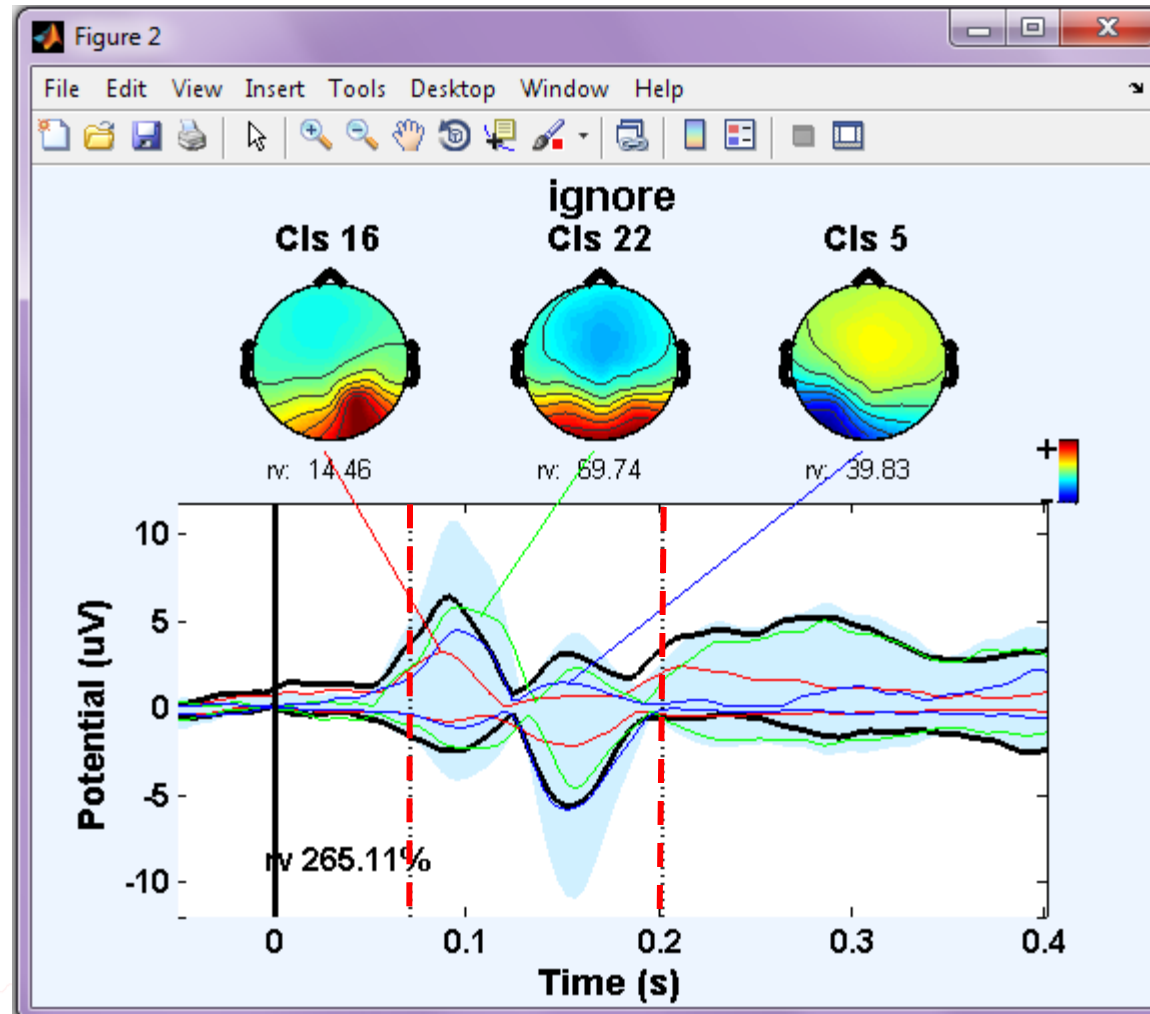 Figure 2
File Edit View Insert Tools Desktop Window Help
ignore
Cls 16 Cls 22 Cls 5
rv: 14.46 rv: 59.74 rv: 39.83
+
-
10
5
0
-5
-10
Potential (uV)
rv 265.11%
0 0.1 0.2 0.3 0.4
Time (s)